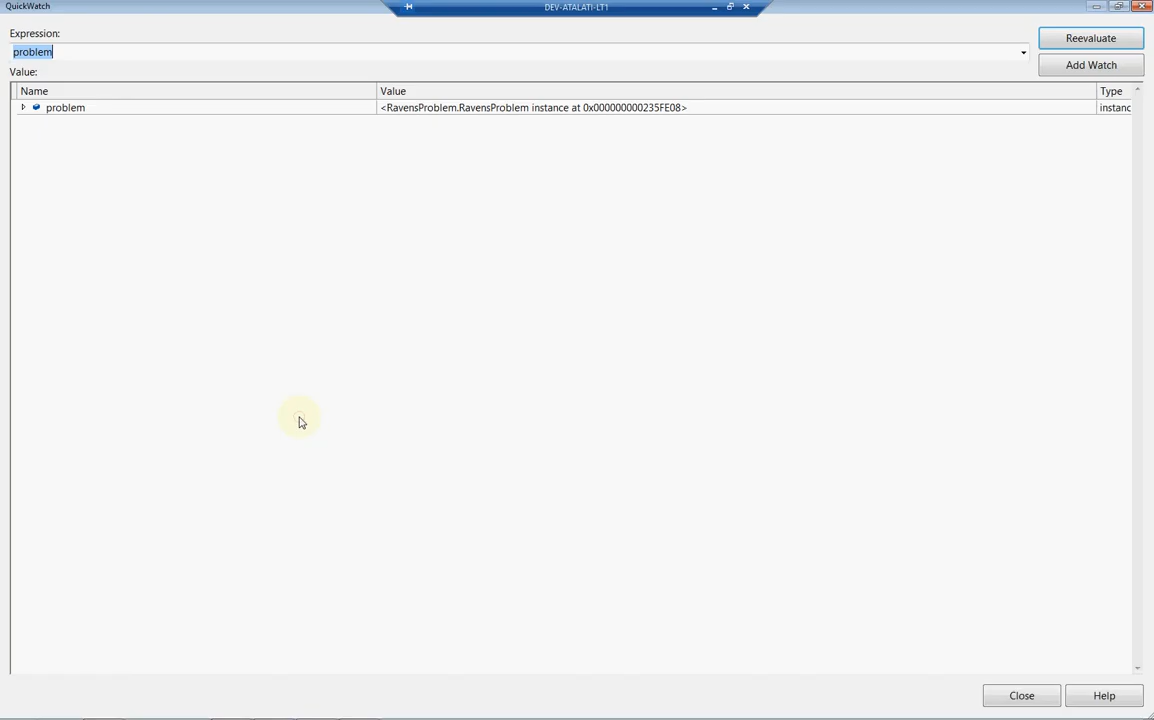 QuickWatch
DEV-ATALATI-LT1
Expression:
problem
Reevaluate
Add Watch
Value:
Name Value Type
problem <RavensProblem.RavensProblem instance at 0x000000000235FE08> instanc
Close Help